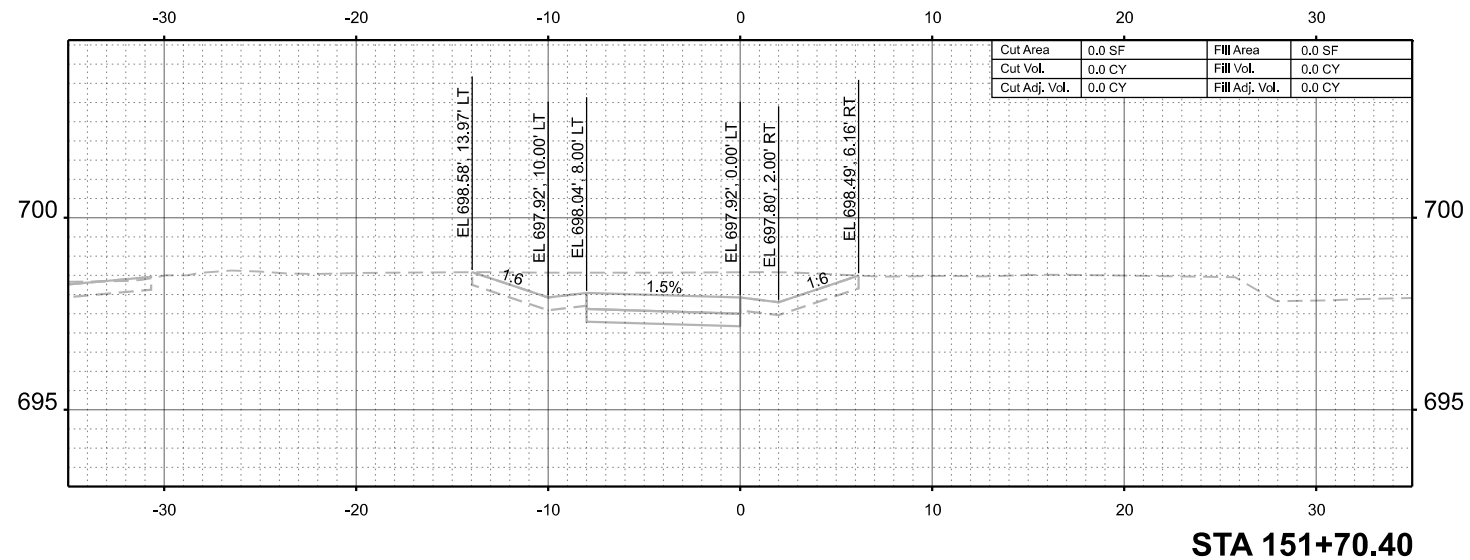 -30 -20 -10 0 10 20 30
Cut Area 0.0 SF Fill Area 0.0 SF
Cut Vol. 0.0 CY Fill Vol. 0.0 CY
Cut Adj. Vol. 0.0 CY Fill Adj. Vol. 0.0 CY
EL 698.58', 13.97' LT
EL 697.92', 10.00' LT
EL 698.04', 8.00' LT
EL 697.92', 0.00' LT
EL 697.80', 2.00' RT
EL 698.49', 6.16' RT
700 700
1:6 1.5% 1:6
695 695
-30 -20 -10 0 10 20 30
STA 151+70.40